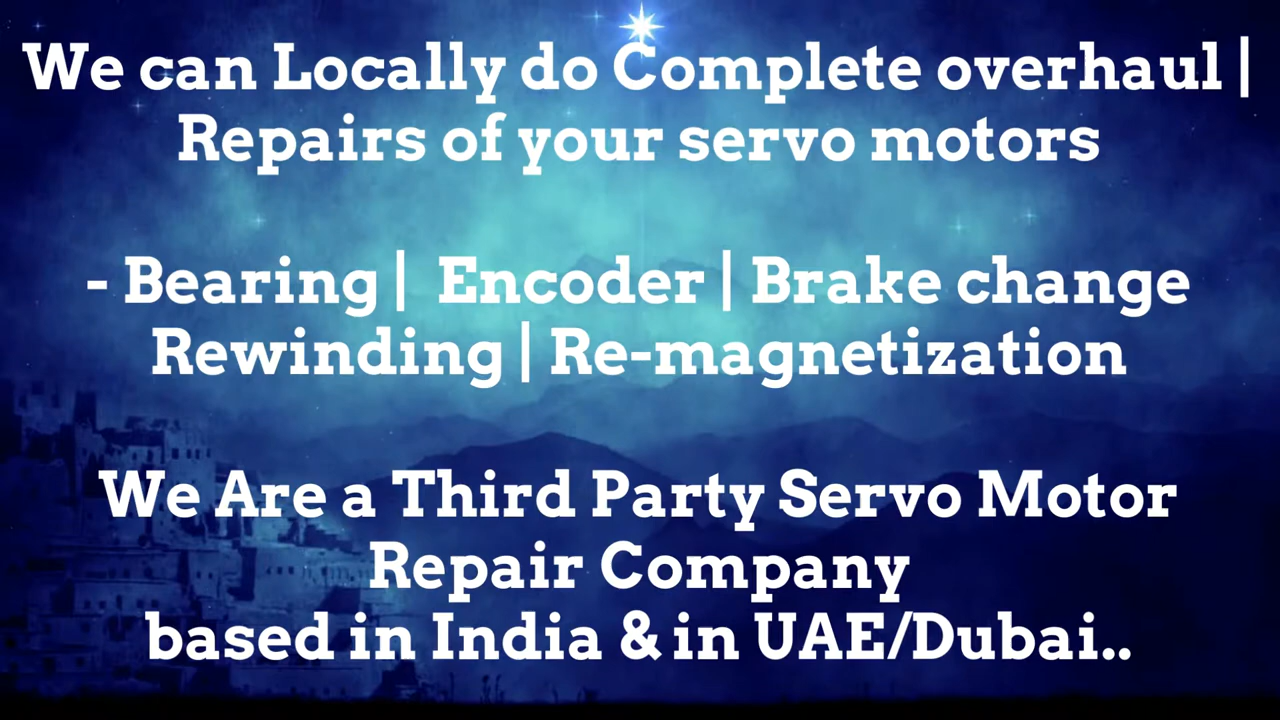 We can Locally do Complete overhaul |
Repairs of your servo motors
- Bearing | Encoder | Brake change
Rewinding | Re-magnetization
We Are a Third Party Servo Motor
Repair Company
based in India & in UAE/Dubai..